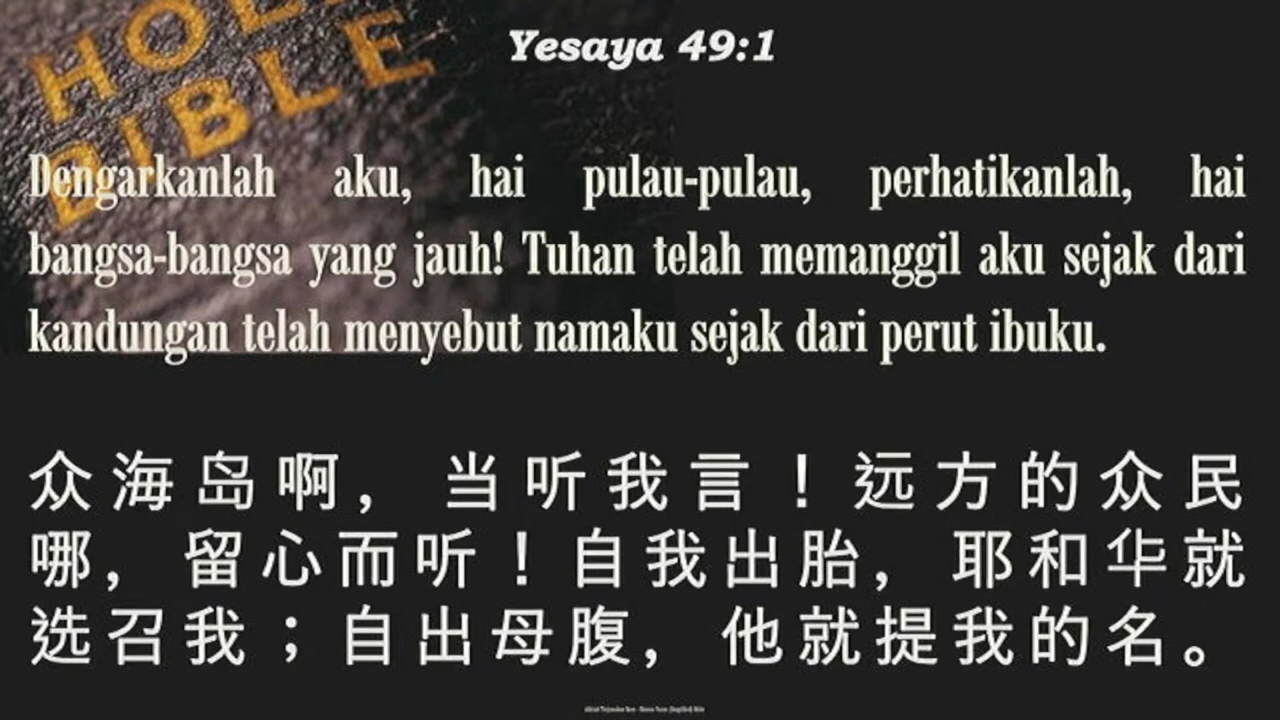 HOLY
BIBLE
Yesaya 49:1
Dengarkanlah aku, hai pulau-pulau, perhatikanlah, hai
bangsa-bangsa yang jauh! Tuhan telah memanggil aku sejak dari
kandungan telah menyebut namaku sejak dari perut ibuku.
众海岛啊，当听我言！远方的众民
哪，留心而听！自我出胎，耶和华就
选召我；自出母腹，他就提我的名。